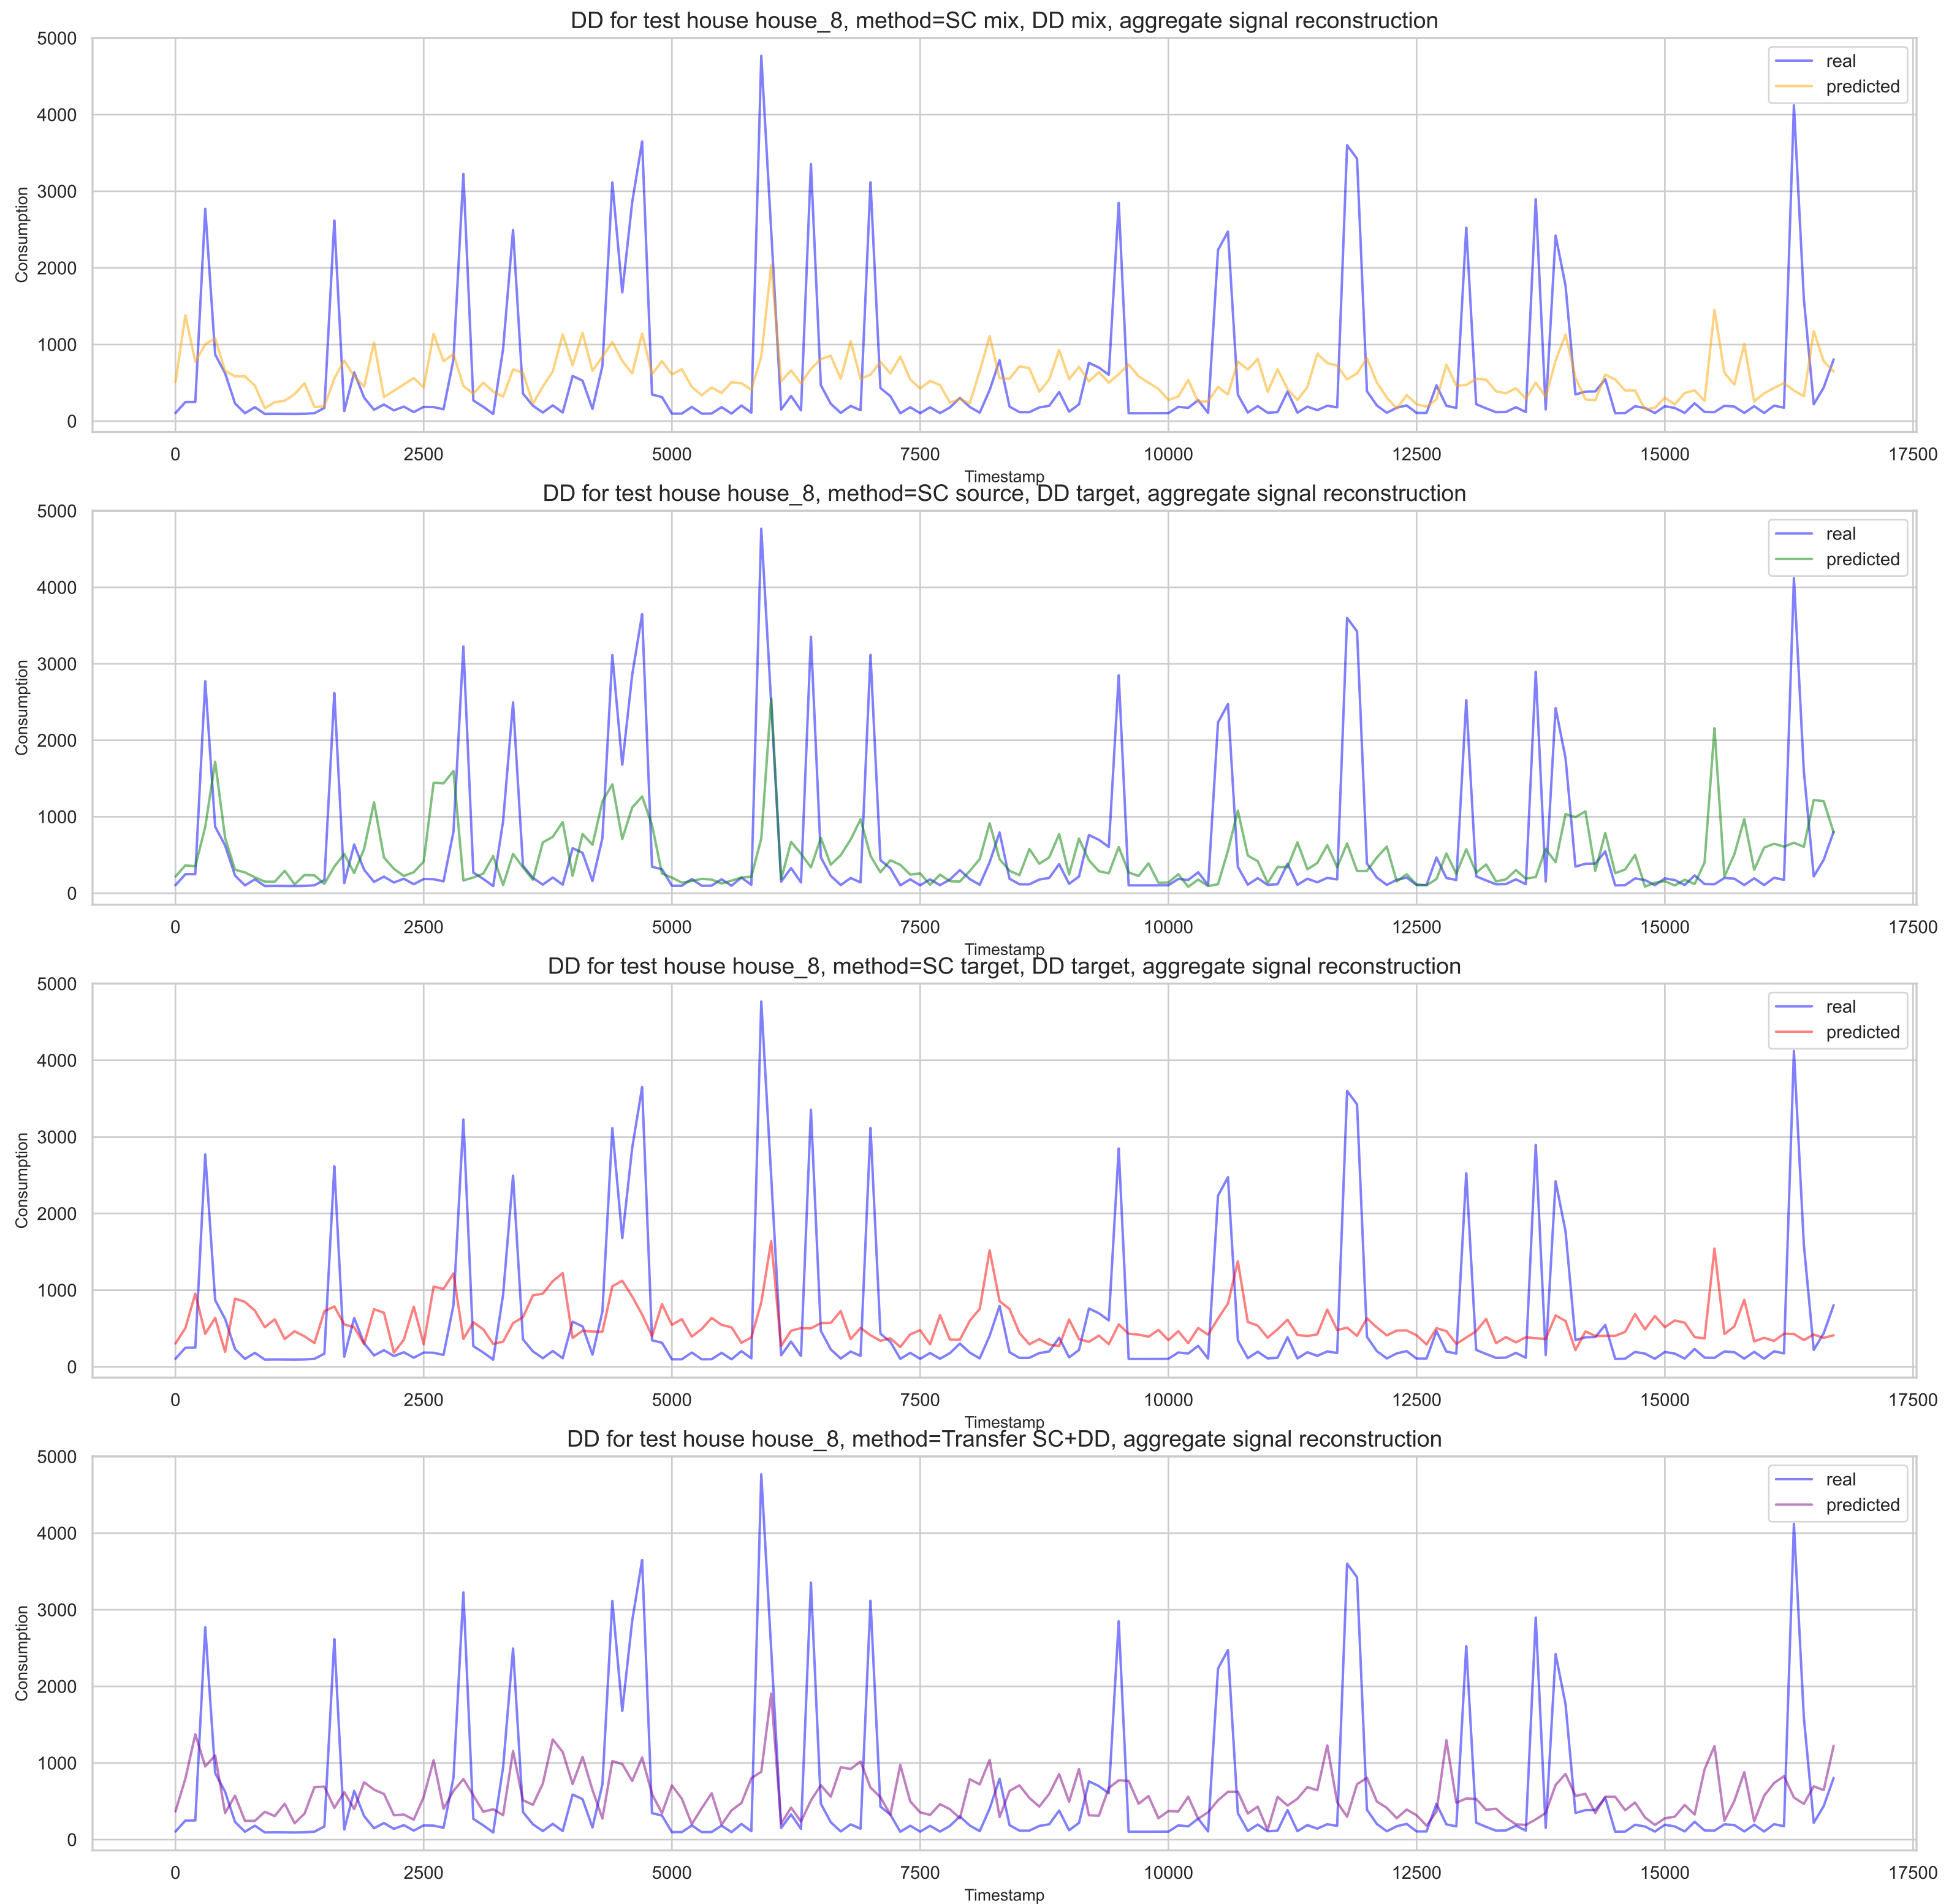 DD for test house house_8, method=SC mix, DD mix, aggregate signal reconstruction
5000
4000
3000
2000
1000
0
Consumption
real
predicted
0 2500 5000 7500 10000 12500 15000 17500
Timestamp
DD for test house house_8, method=SC source, DD target, aggregate signal reconstruction
5000
4000
3000
2000
1000
0
Consumption
real
predicted
0 2500 5000 7500 10000 12500 15000 17500
Timestamp
DD for test house house_8, method=SC target, DD target, aggregate signal reconstruction
5000
4000
3000
2000
1000
0
Consumption
real
predicted
0 2500 5000 7500 10000 12500 15000 17500
Timestamp
DD for test house house_8, method=Transfer SC+DD, aggregate signal reconstruction
5000
4000
3000
2000
1000
0
Consumption
real
predicted
0 2500 5000 7500 10000 12500 15000 17500
Timestamp